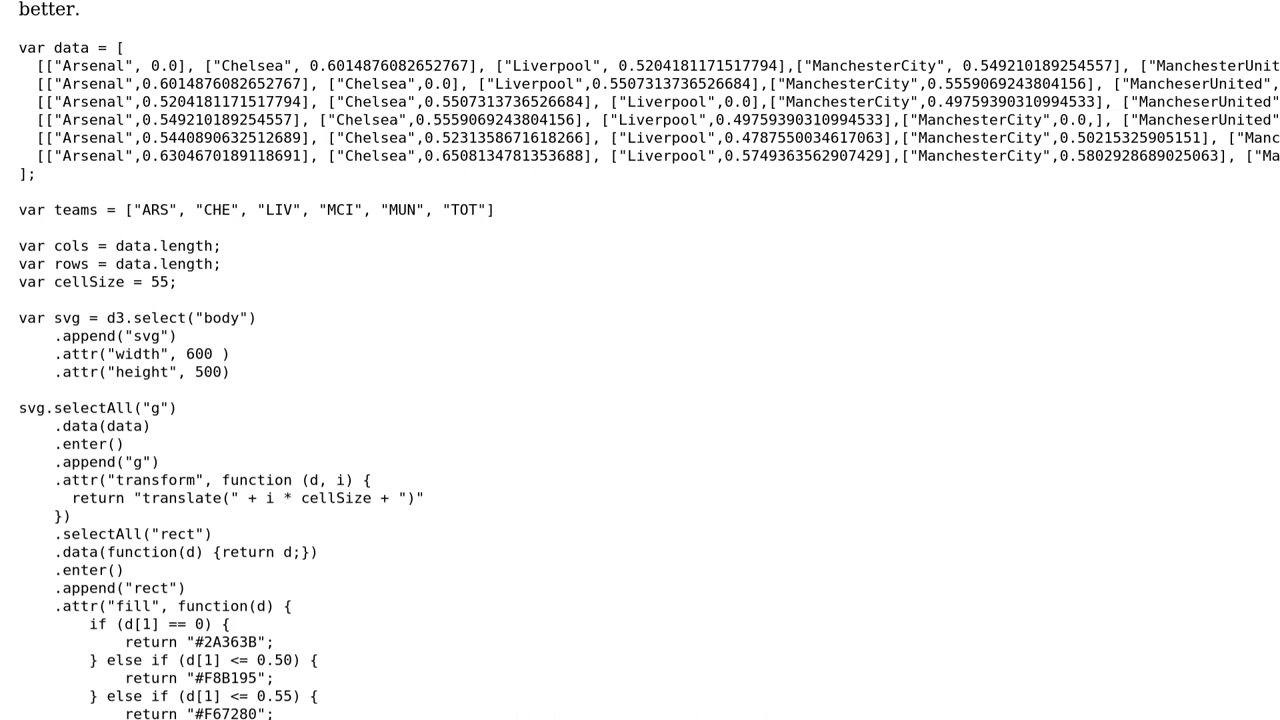 better.
var data = [
[["Arsenal", 0.0], ["Chelsea", 0.6014876082652767], ["Liverpool", 0.5204181171517794],["ManchesterCity", 0.549210189254557], ["ManchesterUnit
[["Arsenal",0.6014876082652767], ["Chelsea",0.0], ["Liverpool",0.5507313736526684],["ManchesterCity",0.5559069243804156], ["MancheserUnited",
[["Arsenal",0.5204181171517794], ["Chelsea",0.5507313736526684], ["Liverpool",0.0],["ManchesterCity",0.49759390310994533], ["MancheserUnited"
[["Arsenal",0.549210189254557], ["Chelsea",0.5559069243804156], ["Liverpool",0.49759390310994533],["ManchesterCity",0.0,], ["MancheserUnited"
[["Arsenal",0.5440890632512689], ["Chelsea",0.5231358671618266], ["Liverpool",0.4787550034617063],["ManchesterCity",0.50215325905151], ["Manc
[["Arsenal",0.6304670189118691], ["Chelsea",0.6508134781353688], ["Liverpool",0.5749363562907429],["ManchesterCity",0.5802928689025063], ["Ma
];
var teams = ["ARS", "CHE", "LIV", "MCI", "MUN", "TOT"]
var cols = data.length;
var rows = data.length;
var cellSize = 55;
var svg = d3.select("body")
.append("svg")
.attr("width", 600 )
.attr("height", 500)
svg.selectAll("g")
.data(data)
.enter()
.append("g")
.attr("transform", function (d, i) {
return "translate(" + i * cellSize + ")"
})
.selectAll("rect")
.data(function(d) {return d;})
.enter()
.append("rect")
.attr("fill", function(d) {
if (d[1] == 0) {
return "#2A363B";
} else if (d[1] <= 0.50) {
return "#F8B195";
} else if (d[1] <= 0.55) {
return "#F67280";